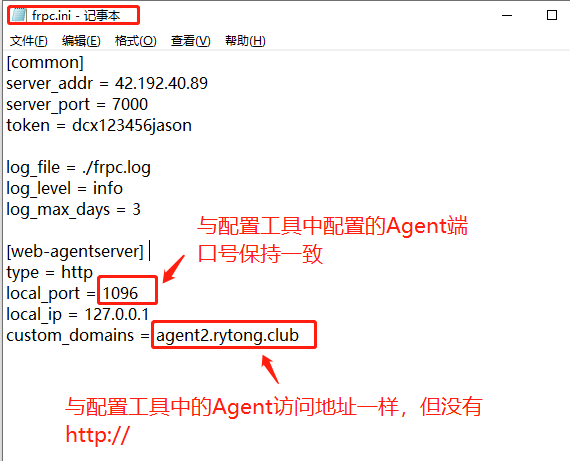 frpc.ini - 记事本
文件(F) 编辑(E) 格式(O) 查看(V) 帮助(H)
[common]
server_addr = 42.192.40.89
server_port = 7000
token = dcx123456jason
log_file = ./frpc.log
log_level = info
log_max_days = 3
与配置工具中配置的Agent端
口号保持一致
[web-agentserver]
type = http
local_port = 1096
local_ip = 127.0.0.1
custom_domains = agent2.rytong.club
与配置工具中的Agent访问地址一样，但没有
http://